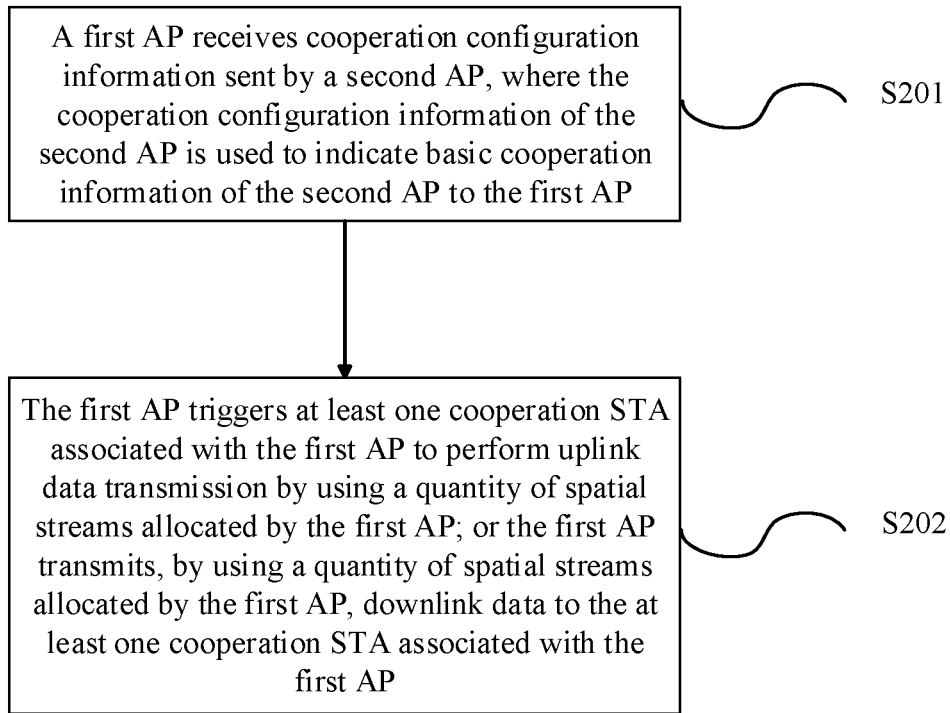 A first AP receives cooperation configuration
information sent by a second AP, where the
cooperation configuration information of the
second AP is used to indicate basic cooperation
information of the second AP to the first AP
S201
The first AP triggers at least one cooperation STA
associated with the first AP to perform uplink
data transmission by using a quantity of spatial
streams allocated by the first AP; or the first AP
transmits, by using a quantity of spatial streams
allocated by the first AP, downlink data to the at
least one cooperation STA associated with the
first AP
S202